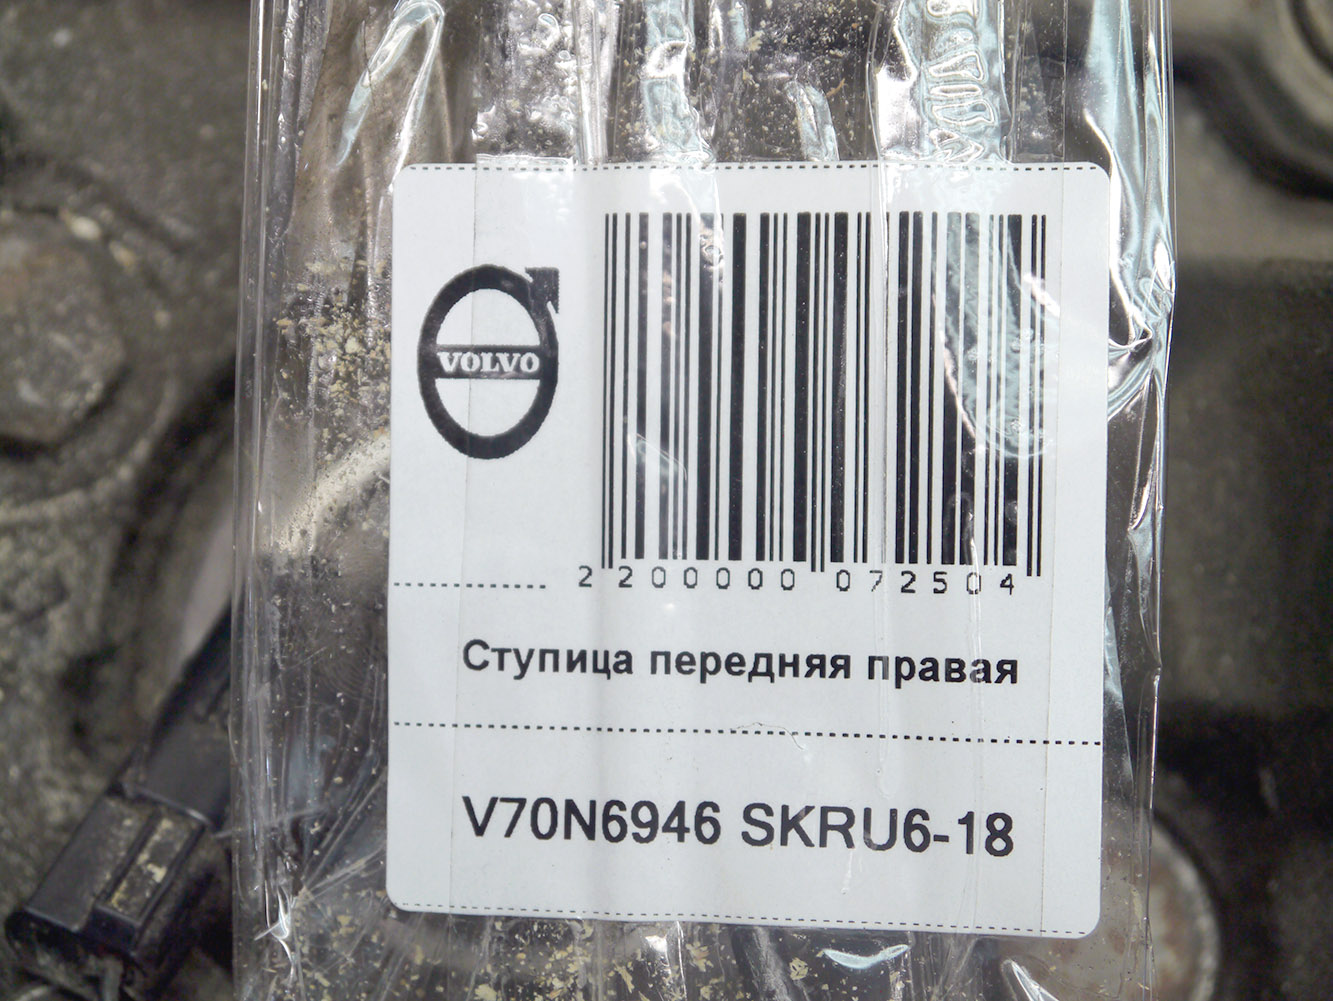 VOLVO
2 200000 072504
Ступица передняя правая
V70N6946 SKRU6-18